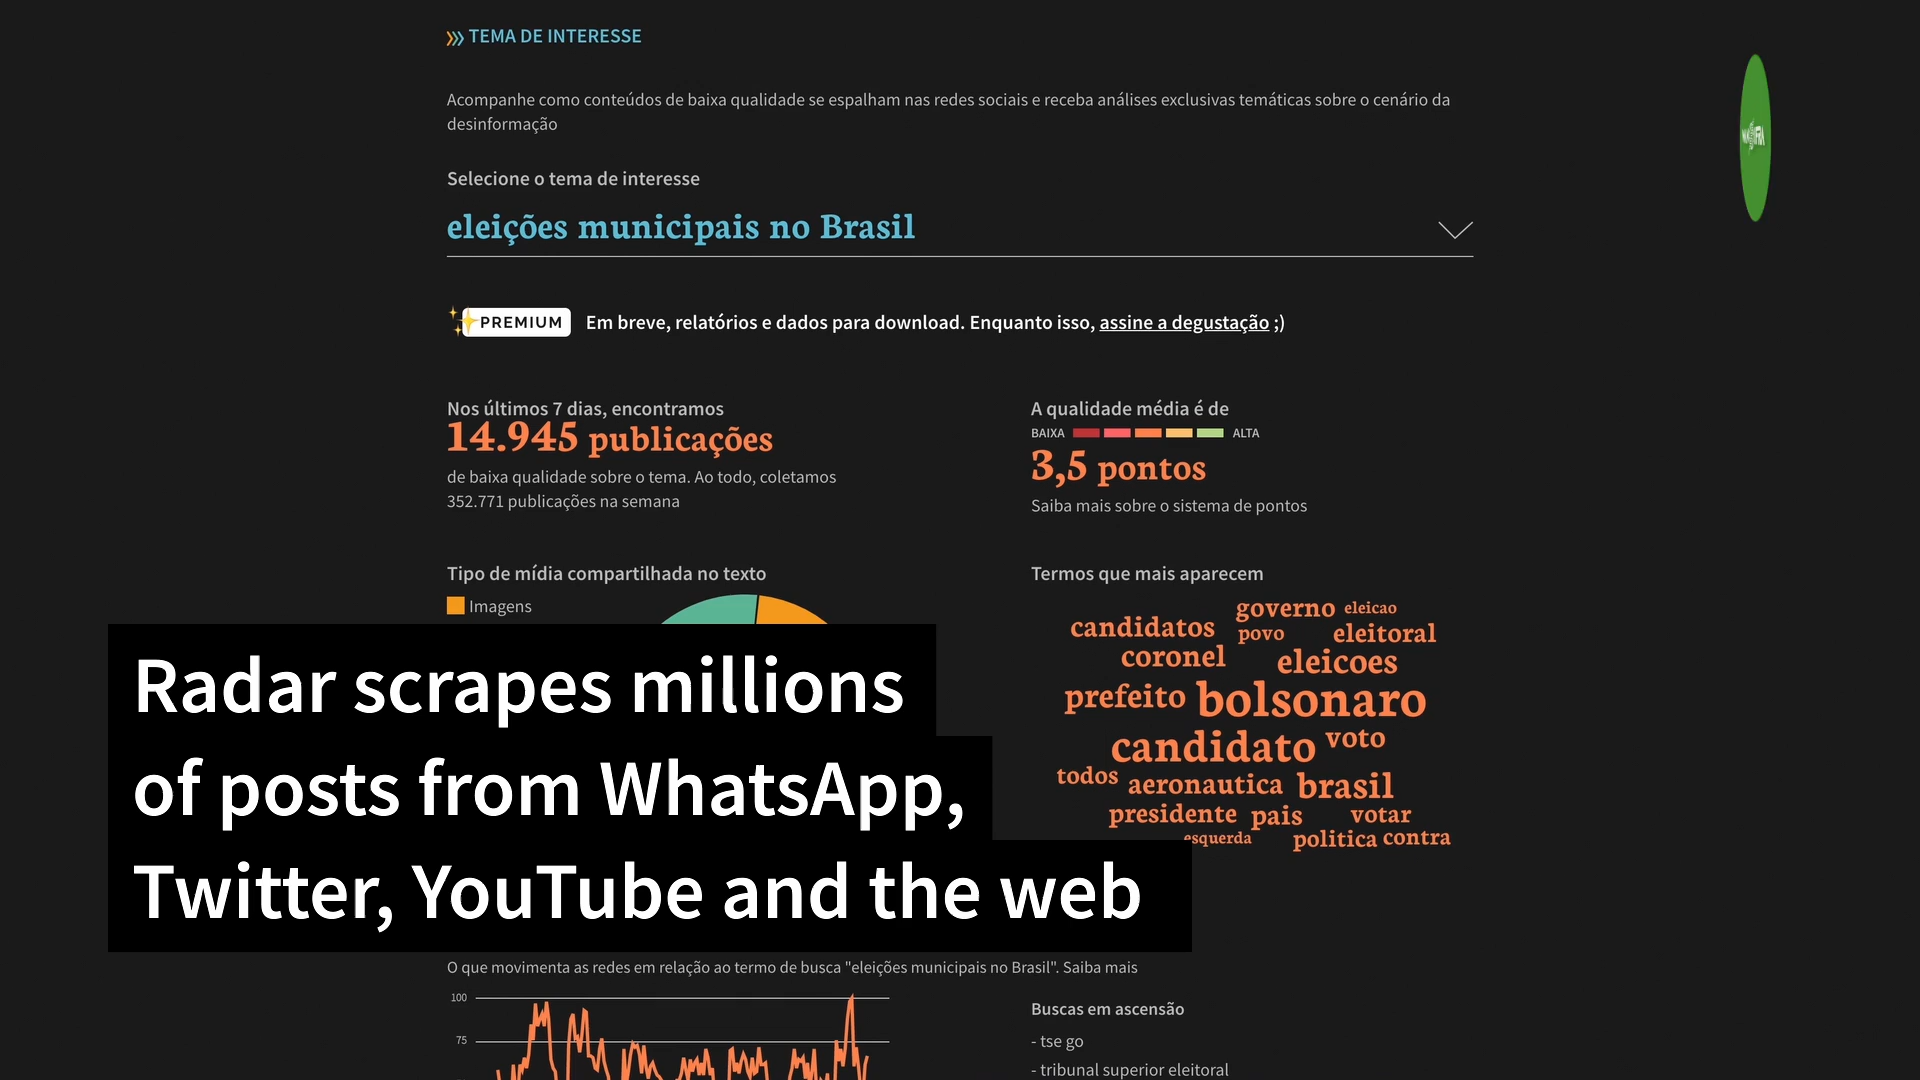 TEMA DE INTERESSE
Acompanhe como conteúdos de baixa qualidade se espalham nas redes sociais e receba análises exclusivas temáticas sobre o cenário da
desinformação
Selecione o tema de interesse
eleições municipais no Brasil
PREMIUM Em breve, relatórios e dados para download. Enquanto isso, assine a degustação ;)
Nos últimos 7 dias, encontramos
14.945 publicações
de baixa qualidade sobre o tema. Ao todo, coletamos
352.771 publicações na semana
A qualidade média é de
BAIXA ALTA
3,5 pontos
Saiba mais sobre o sistema de pontos
Tipo de mídia compartilhada no texto
Imagens
Termos que mais aparecem
governo eleicao
candidatos povo eleitoral
coronel eleicoes
prefeito bolsonaro
candidato voto
todos aeronautica brasil
presidente pais votar
esquerda politica contra
Radar scrapes millions
of posts from WhatsApp,
Twitter, YouTube and the web
O que movimenta as redes em relação ao termo de busca "eleições municipais no Brasil". Saiba mais
100
75
Buscas em ascensão
- tse go
- tribunal superior eleitoral